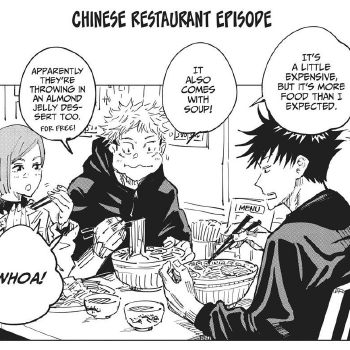 CHINESE RESTAURANT EPISODE
IT'S
A LITTLE
EXPENSIVE,
BUT IT'S MORE
FOOD THAN I
EXPECTED.
IT
ALSO
COMES
WITH
SOUP!
APPARENTLY
THEY'RE
THROWING IN
AN ALMOND
JELLY DES-
SERT TOO.
FOR FREE!
WHOA!
MENU